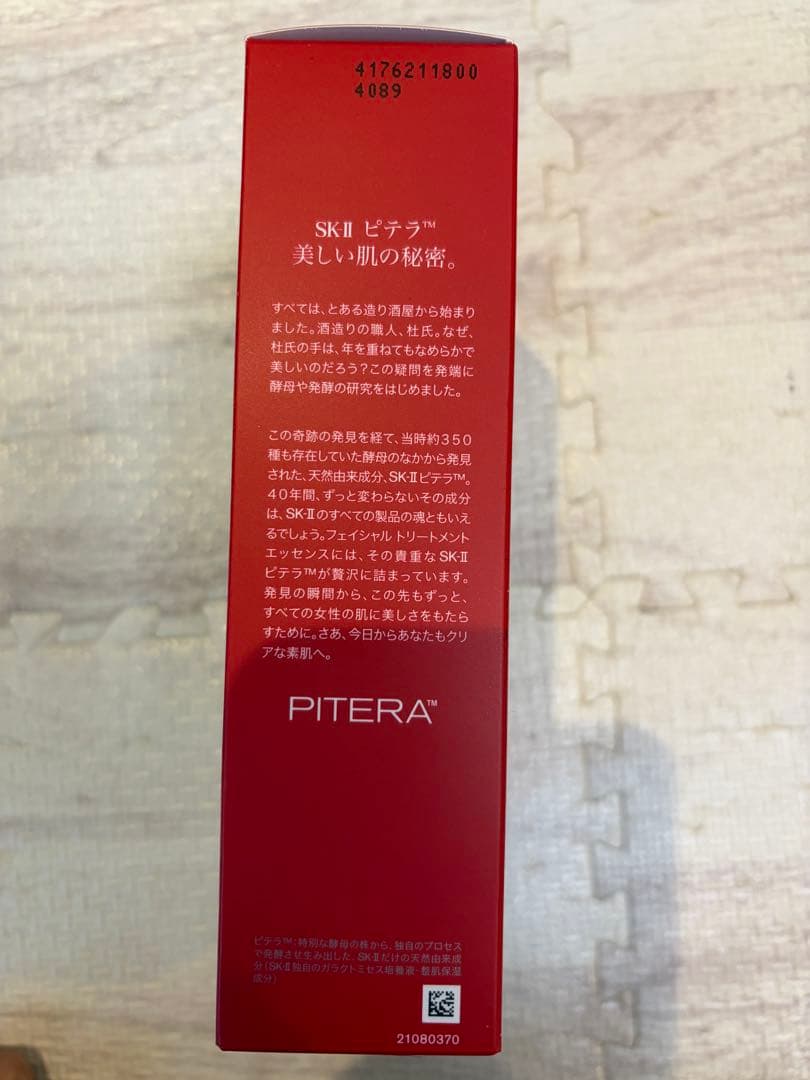 4176211800
4089
SK-II ピテラ™
美しい肌の秘密。
すべては、とある造り酒屋から始まり
ました。酒造りの職人、杜氏。なぜ、
杜氏の手は、年を重ねてもなめらかで
美しいのだろう？この疑問を発端に
酵母や発酵の研究をはじめました。
この奇跡の発見を経て、当時約350
種も存在していた酵母のなかから発見
された、天然由来成分、SK-IIピテラ™。
40年間、ずっと変わらないその成分
は、SK-IIのすべての製品の魂ともいえ
るでしょう。フェイシャル トリートメント
エッセンスには、その貴重なSK-II
ピテラ™が贅沢に詰まっています。
発見の瞬間から、この先もずっと、
すべての女性の肌に美しさをもたら
すために。さあ、今日からあなたもクリ
アな素肌へ。
PITERA™
ピテラ™：特別な酵母の株から、独自のプロセス
で発酵させ生み出した、SK-IIだけの天然由来成
分（SK-II独自のガラクトミセス培養液・整肌保湿
成分）
21080370